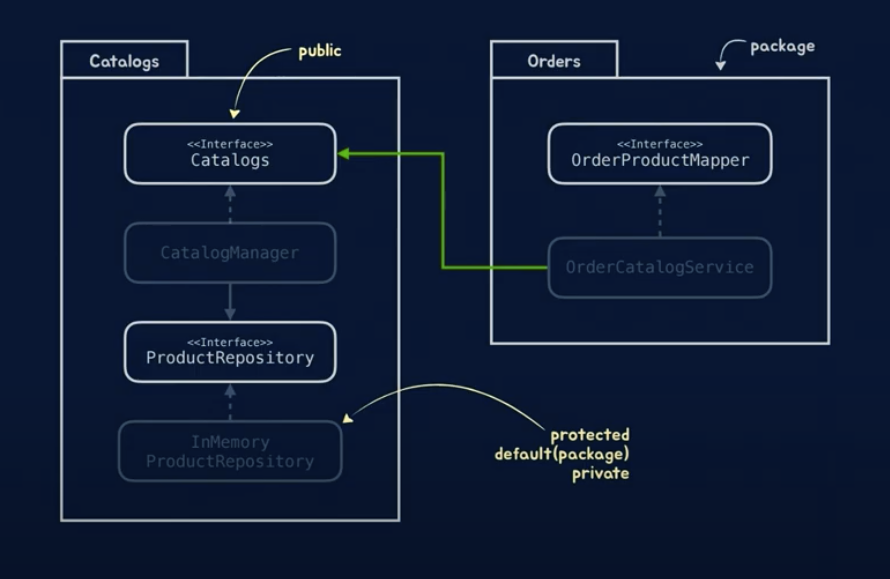 Catalogs
public
<<Interface>>
Catalogs
CatalogManager
<<Interface>>
ProductRepository
InMemory
ProductRepository
Orders
package
<<Interface>>
OrderProductMapper
OrderCatalogService
protected
default(package)
private